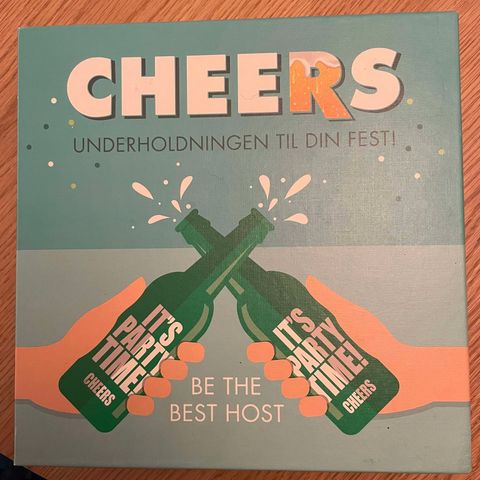 CHEERS
UNDERHOLDNINGEN TIL DIN FEST!
IT'S
PARTY
TIME!
CHEERS
IT'S
PARTY
TIME!
CHEERS
BE THE
BEST HOST